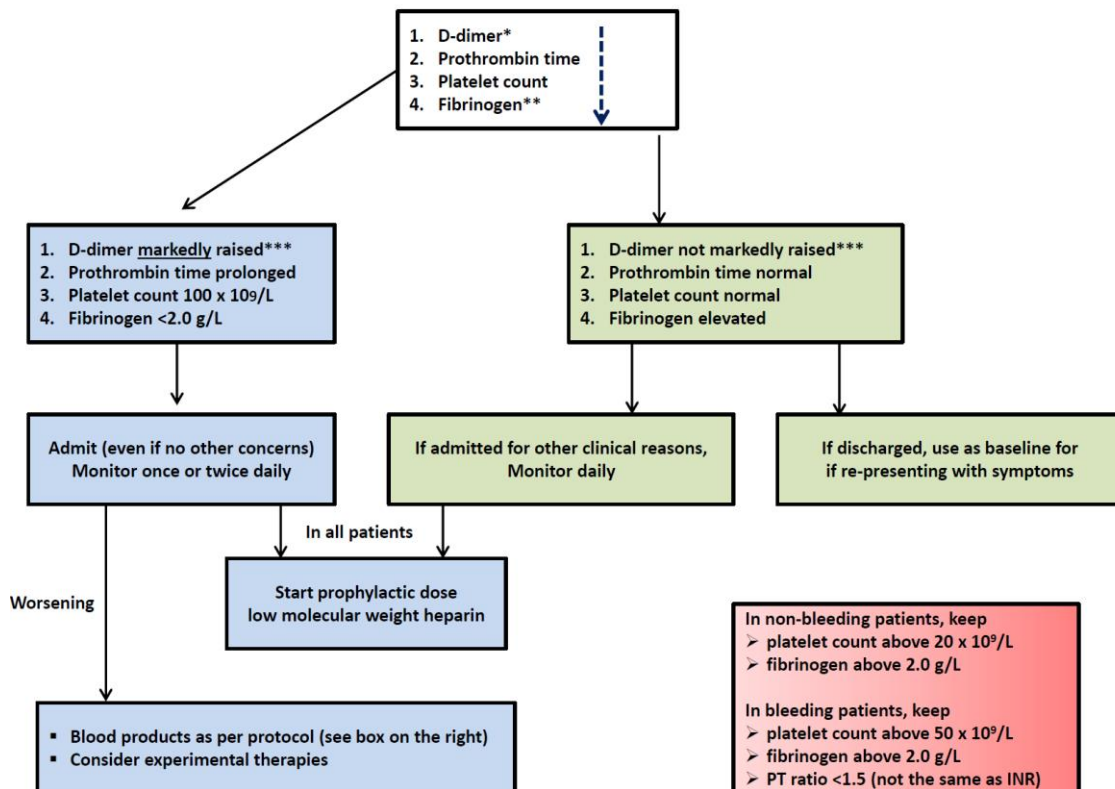 1. D-dimer*
2. Prothrombin time
3. Platelet count
4. Fibrinogen**
1. D-dimer markedly raised***
2. Prothrombin time prolonged
3. Platelet count 100 x 109/L
4. Fibrinogen <2.0 g/L
1. D-dimer not markedly raised***
2. Prothrombin time normal
3. Platelet count normal
4. Fibrinogen elevated
Admit (even if no other concerns)
Monitor once or twice daily
If admitted for other clinical reasons,
Monitor daily
If discharged, use as baseline for
if re-presenting with symptoms
In all patients
Worsening
Start prophylactic dose
low molecular weight heparin
▪ Blood products as per protocol (see box on the right)
▪ Consider experimental therapies
In non-bleeding patients, keep
➢ platelet count above 20 x 10⁹/L
➢ fibrinogen above 2.0 g/L
In bleeding patients, keep
➢ platelet count above 50 x 10⁹/L
➢ fibrinogen above 2.0 g/L
➢ PT ratio <1.5 (not the same as INR)